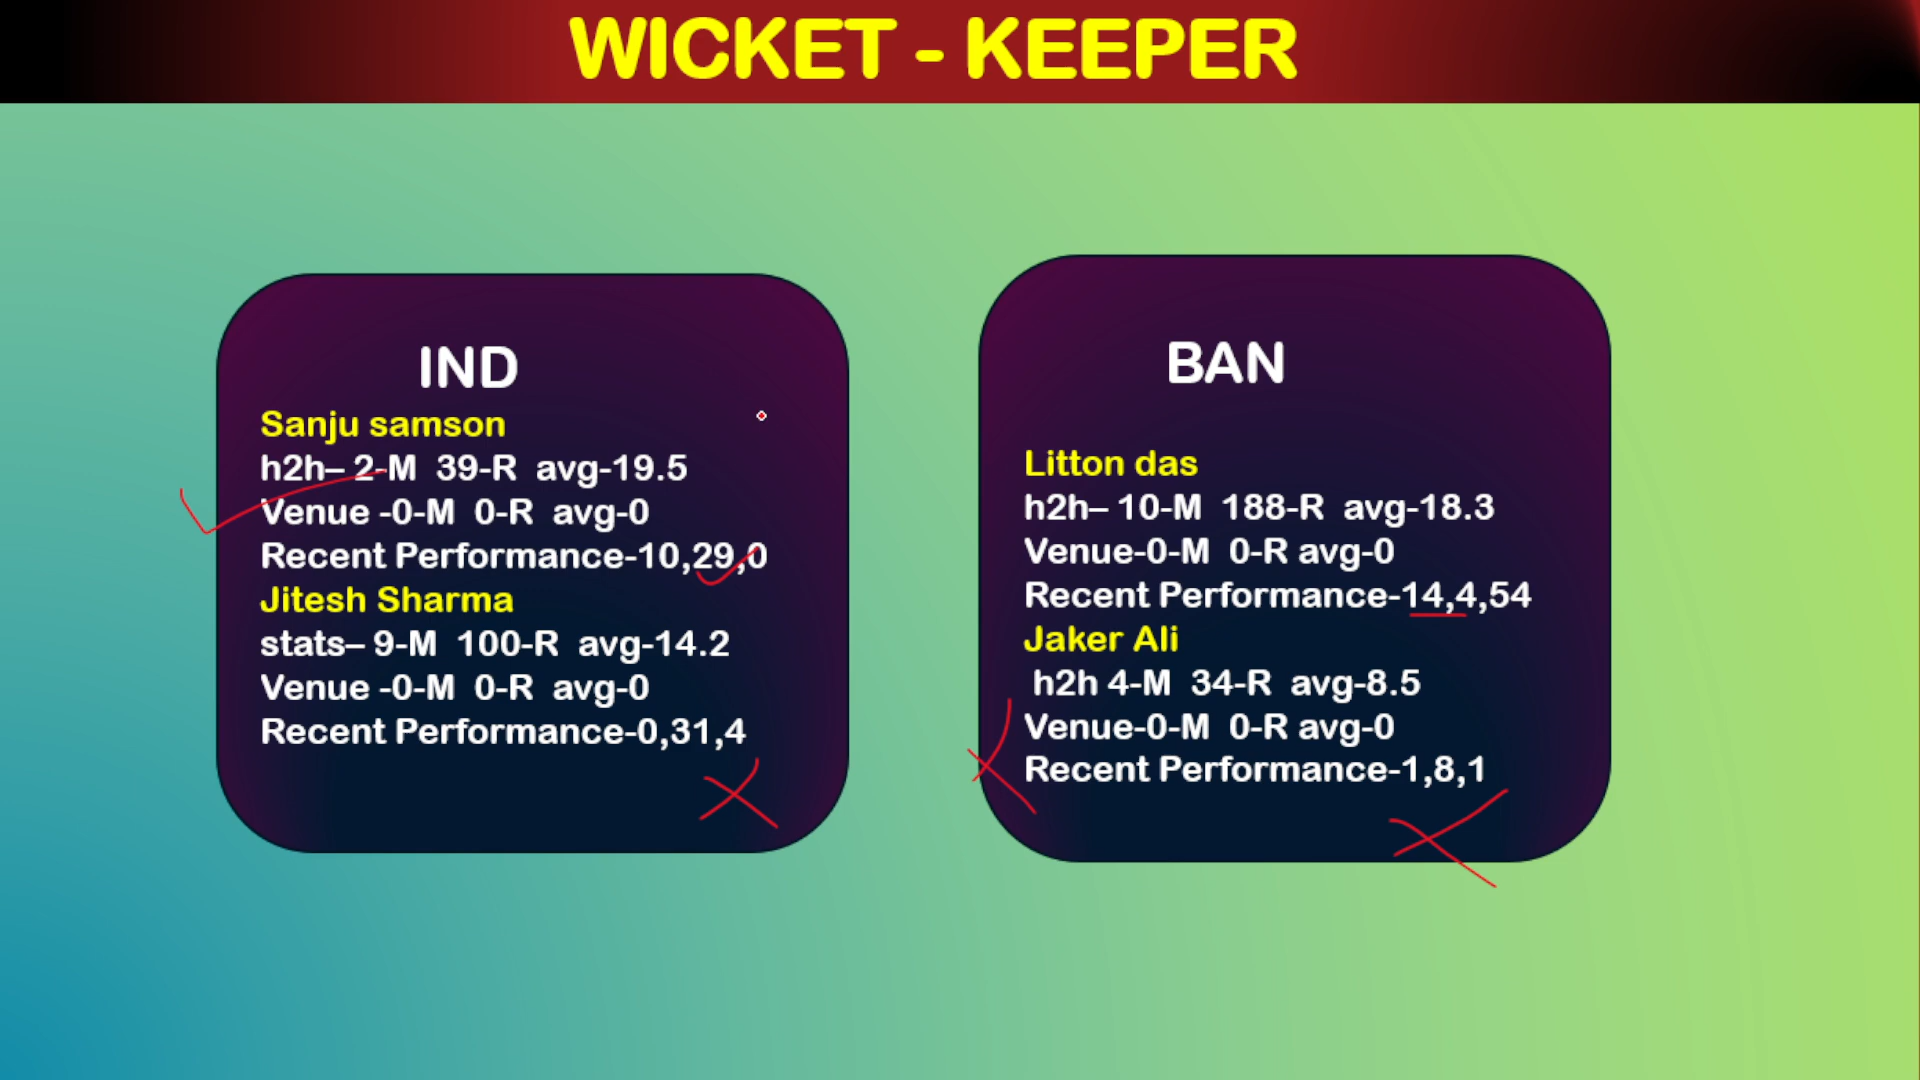 WICKET - KEEPER
IND
Sanju samson
h2h– 2-M 39-R avg-19.5
Venue -0-M 0-R avg-0
Recent Performance-10,29,0
Jitesh Sharma
stats– 9-M 100-R avg-14.2
Venue -0-M 0-R avg-0
Recent Performance-0,31,4
BAN
Litton das
h2h– 10-M 188-R avg-18.3
Venue-0-M 0-R avg-0
Recent Performance-14,4,54
Jaker Ali
h2h 4-M 34-R avg-8.5
Venue-0-M 0-R avg-0
Recent Performance-1,8,1